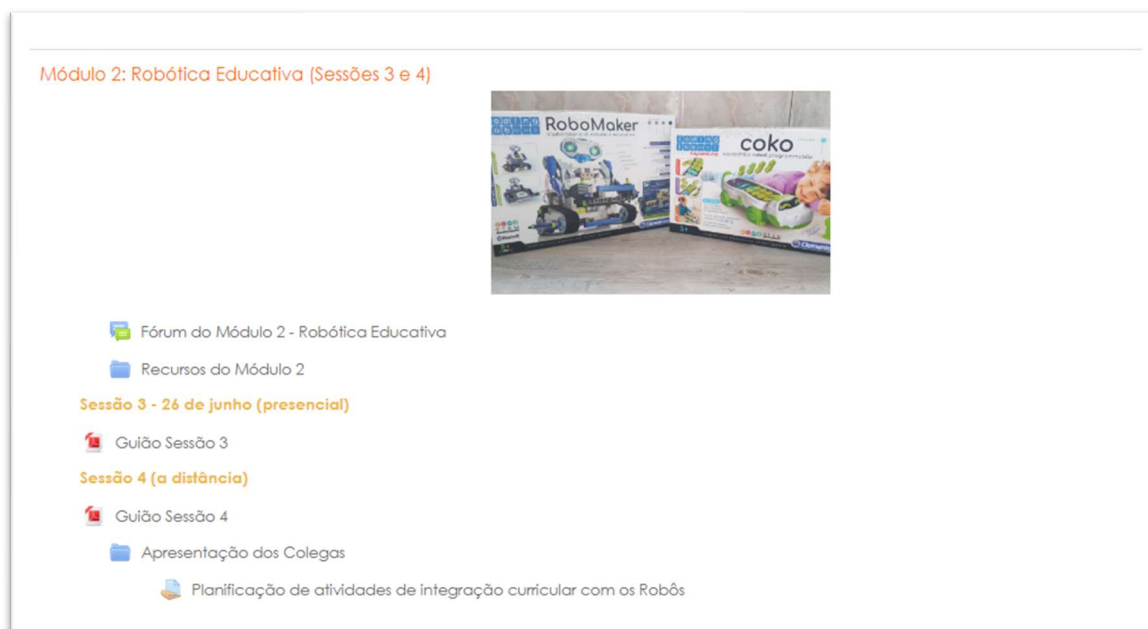 Módulo 2: Robótica Educativa (Sessões 3 e 4)
RoboMaker
coko
Clementoni
Fórum do Módulo 2 - Robótica Educativa
Recursos do Módulo 2
Sessão 3 - 26 de junho (presencial)
Guião Sessão 3
Sessão 4 (a distância)
Guião Sessão 4
Apresentação dos Colegas
Planificação de atividades de integração curricular com os Robôs